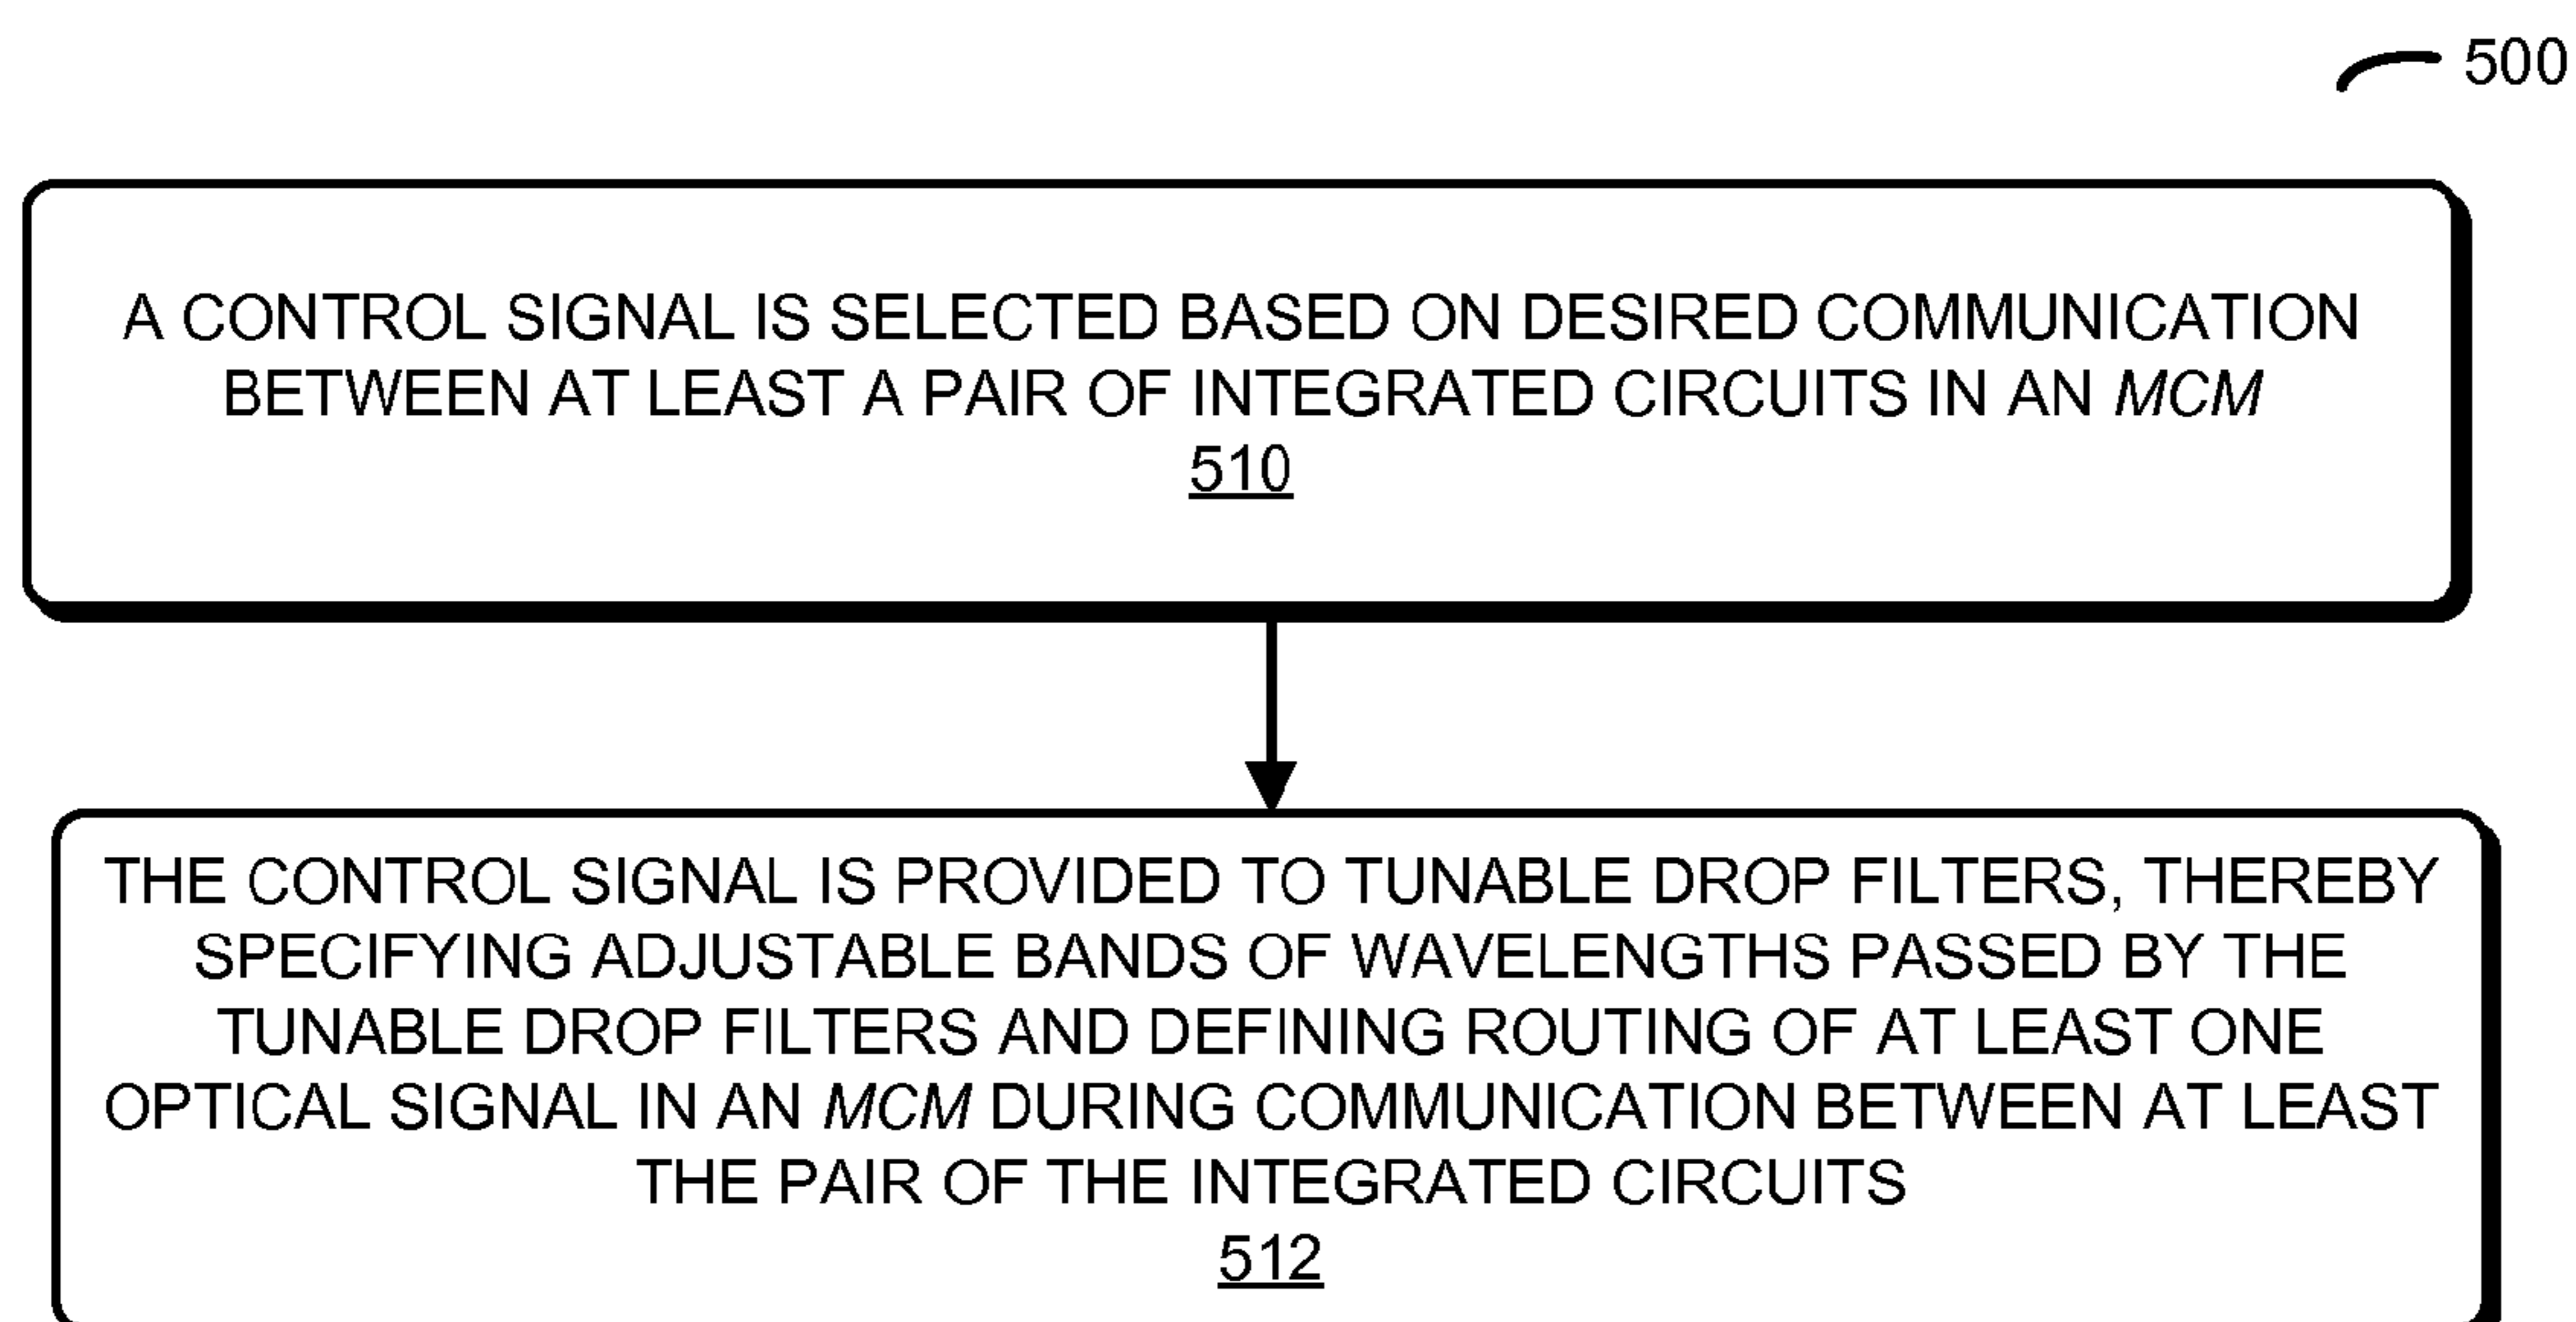 500
A CONTROL SIGNAL IS SELECTED BASED ON DESIRED COMMUNICATION
BETWEEN AT LEAST A PAIR OF INTEGRATED CIRCUITS IN AN MCM
510
THE CONTROL SIGNAL IS PROVIDED TO TUNABLE DROP FILTERS, THEREBY
SPECIFYING ADJUSTABLE BANDS OF WAVELENGTHS PASSED BY THE
TUNABLE DROP FILTERS AND DEFINING ROUTING OF AT LEAST ONE
OPTICAL SIGNAL IN AN MCM DURING COMMUNICATION BETWEEN AT LEAST
THE PAIR OF THE INTEGRATED CIRCUITS
512